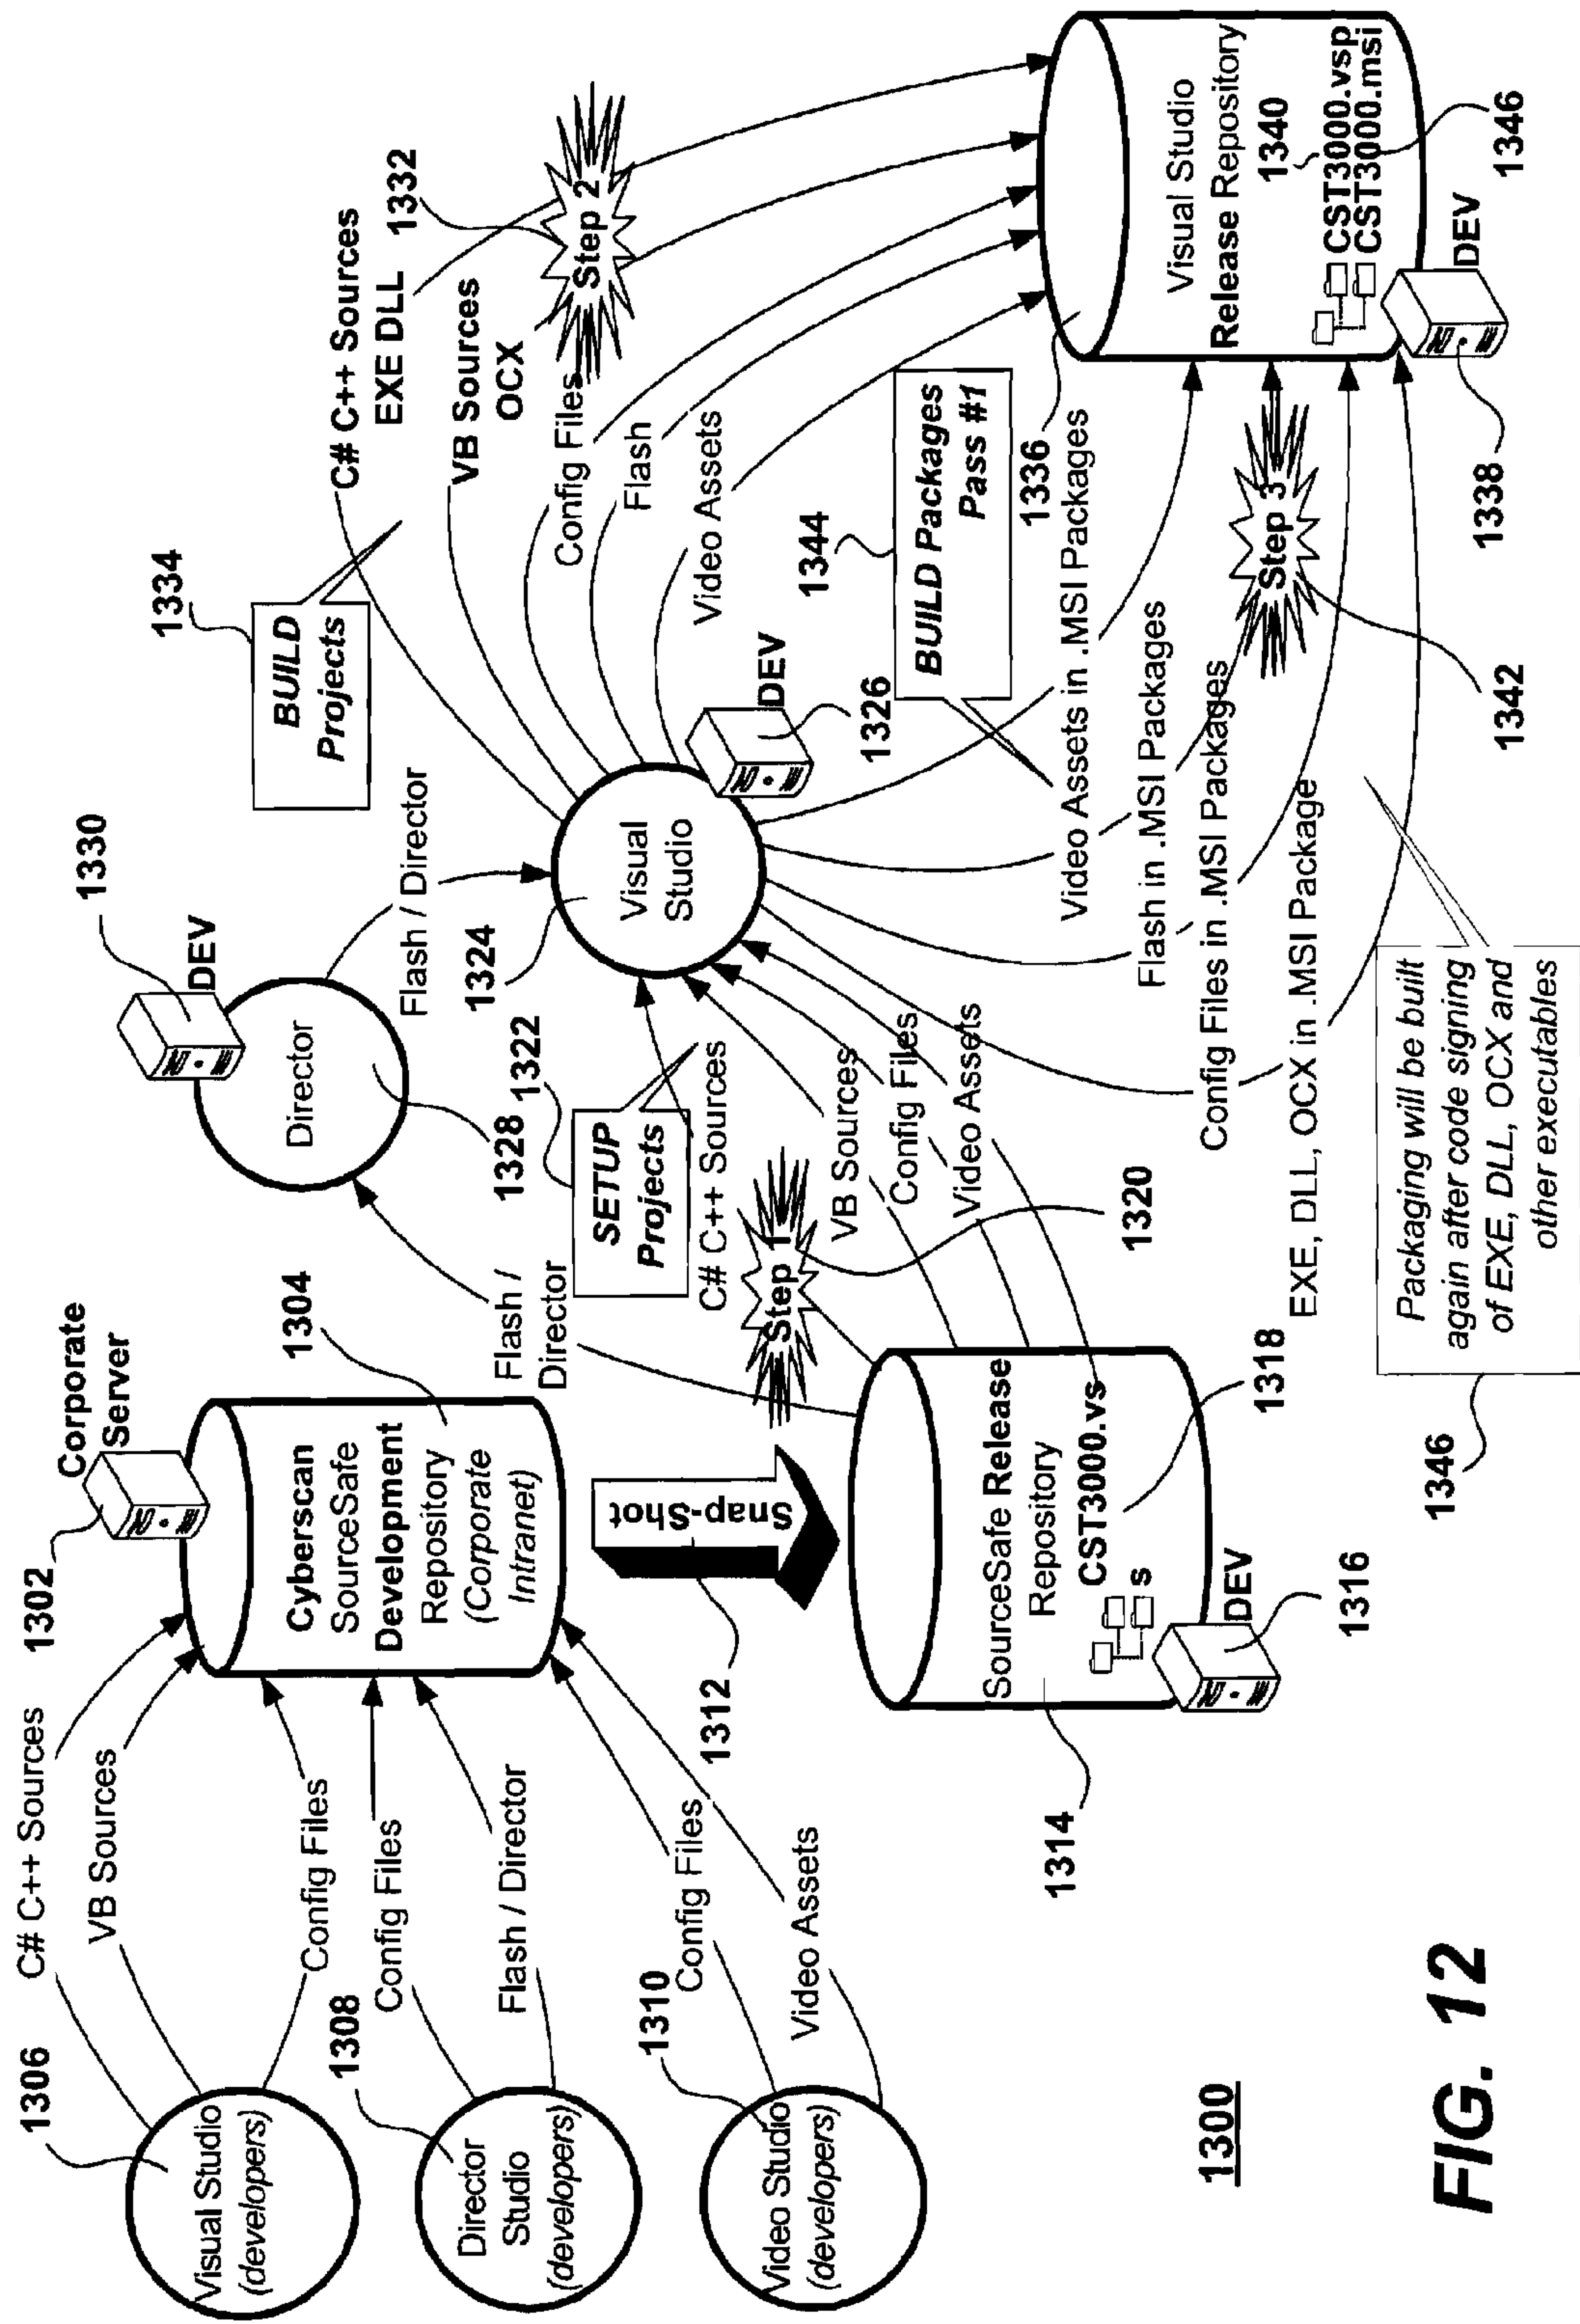 1306
Visual Studio
(developers)
C# C++ Sources
VB Sources
Config Files
1308
Director
Studio
(developers)
Config Files
Flash / Director
1310
Video Studio
(developers)
Config Files
Video Assets
1302
Corporate
Server
1304
Cyberscan
SourceSafe
Development
Repository
(Corporate
Intranet)
1312
Snap-Shot
1314
SourceSafe Release
Repository
CST3000.vs
s
1318
DEV
1316
Flash /
Director
1328
Director
DEV
1330
Flash / Director
1322
SETUP
Projects
Step 1
1320
C# C++ Sources
VB Sources
Config Files
Video Assets
1324
Visual
Studio
DEV
1326
1334
BUILD
Projects
C# C++ Sources
EXE DLL
VB Sources
OCX
Config Files
Flash
Video Assets
1332
Step 2
1344
BUILD Packages
Pass #1
Video Assets in .MSI Packages
Flash in .MSI Packages
Config Files in .MSI Packages
EXE, DLL, OCX in .MSI Package
Step 3
1342
1336
Visual Studio
Release Repository
1340
CST3000.vsp
CST3000.msi
1346
DEV
1338
Packaging will be built
again after code signing
of EXE, DLL, OCX and
other executables
1346
1300
FIG. 12